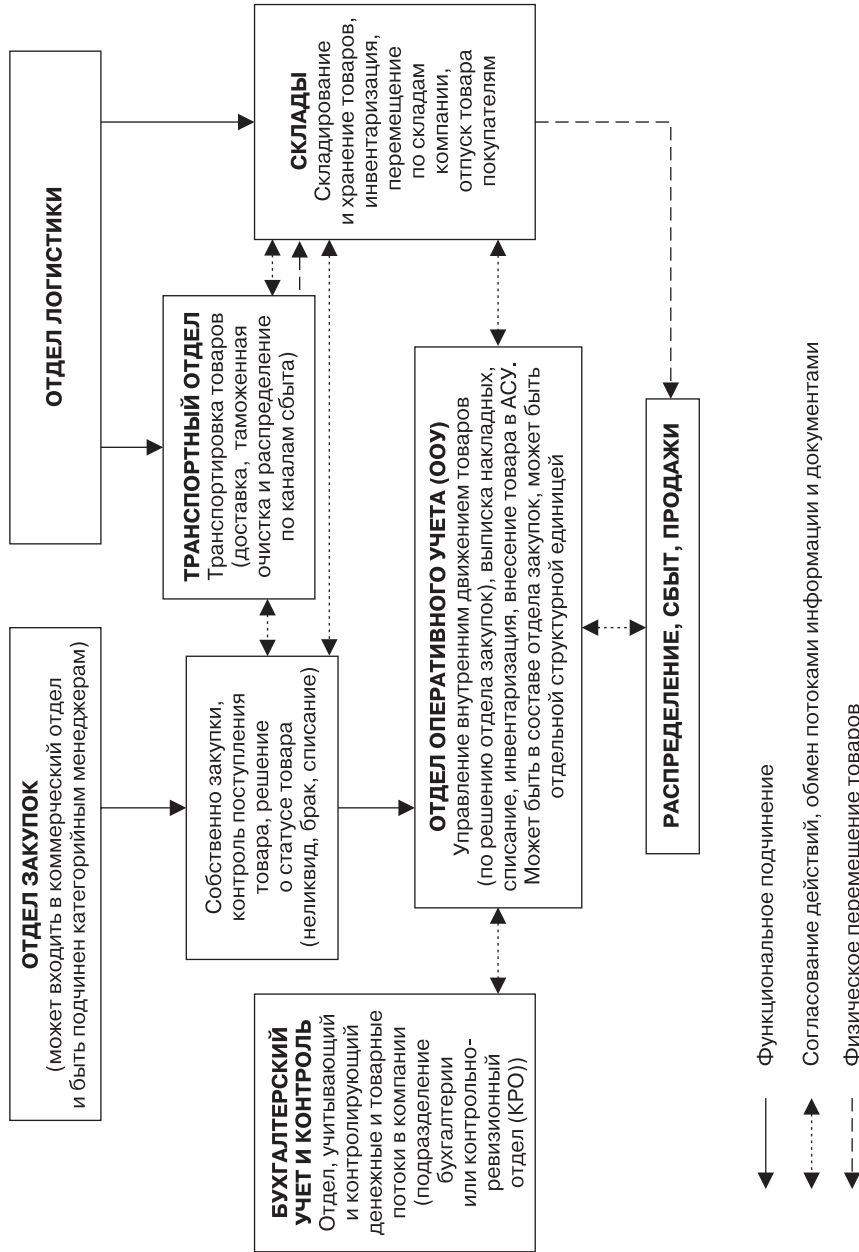 ОТДЕЛ ЗАКУПОК
(может входить в коммерческий отдел
и быть подчинен категорийным менеджерам)
ОТДЕЛ ЛОГИСТИКИ
Собственно закупки,
контроль поступления
товара, решение
о статусе товара
(неликвид, брак, списание)
ТРАНСПОРТНЫЙ ОТДЕЛ
Транспортировка товаров
(доставка, таможенная
очистка и распределение
по каналам сбыта)
СКЛАДЫ
Складирование
и хранение товаров,
инвентаризация,
перемещение
по складам
компании,
отпуск товара
покупателям
БУХГАЛТЕРСКИЙ
УЧЕТ И КОНТРОЛЬ
Отдел, учитывающий
и контролирующий
денежные и товарные
потоки в компании
(подразделение
бухгалтерии
или контрольно-
ревизионный
отдел (КРО))
ОТДЕЛ ОПЕРАТИВНОГО УЧЕТА (ООУ)
Управление внутренним движением товаров
(по решению отдела закупок), выписка накладных,
списание, инвентаризация, внесение товара в АСУ.
Может быть в составе отдела закупок, может быть
отдельной структурной единицей
РАСПРЕДЕЛЕНИЕ, СБЫТ, ПРОДАЖИ
Функциональное подчинение
Согласование действий, обмен потоками информации и документами
Физическое перемешение товаров